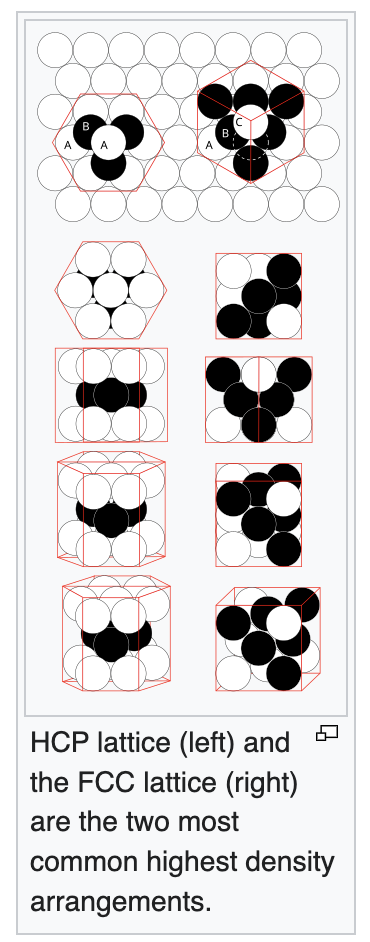 B
A
A
C
B
A
HCP lattice (left) and
the FCC lattice (right)
are the two most
common highest density
arrangements.